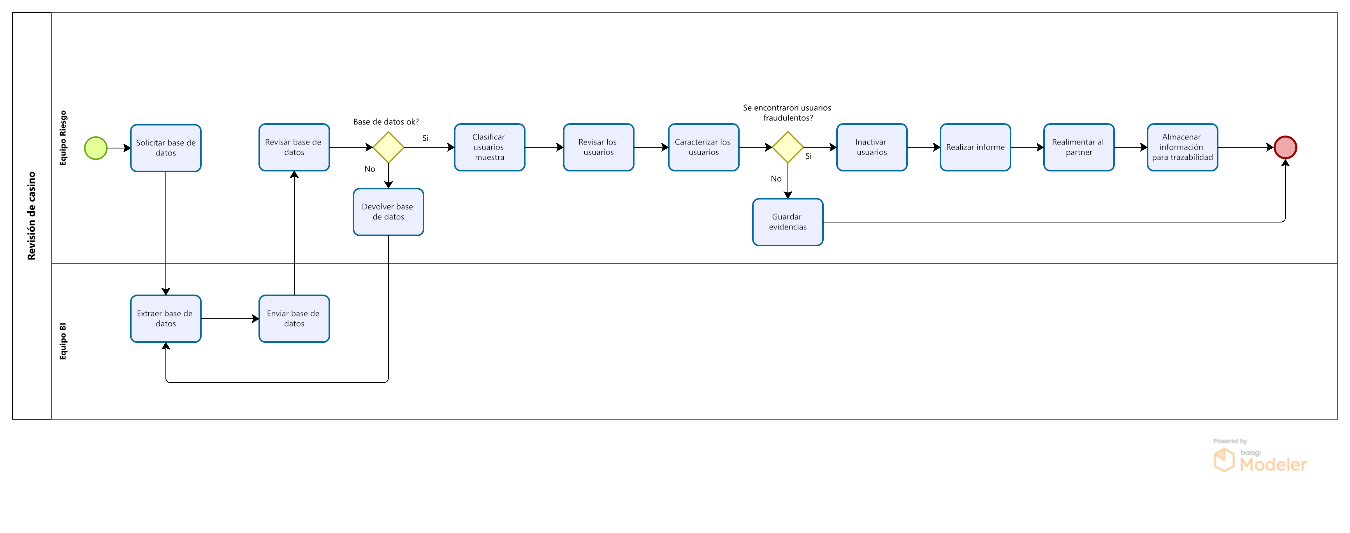 Revisión de casino
Equipo Riesgo
Solicitar base de
datos
Revisar base de
datos
Base de datos ok?
Si
No
Devolver base
de datos
Clasificar
usuarios
muestra
Revisar los
usuarios
Caracterizar los
usuarios
Se encontraron usuarios
fraudulentos?
Si
No
Guardar
evidencias
Inactivar
usuarios
Realizar informe
Realimentar al
partner
Almacenar
información
para trazabilidad
Equipo BI
Extraer base de
datos
Enviar base de
datos
Powered by
bizagi
Modeler